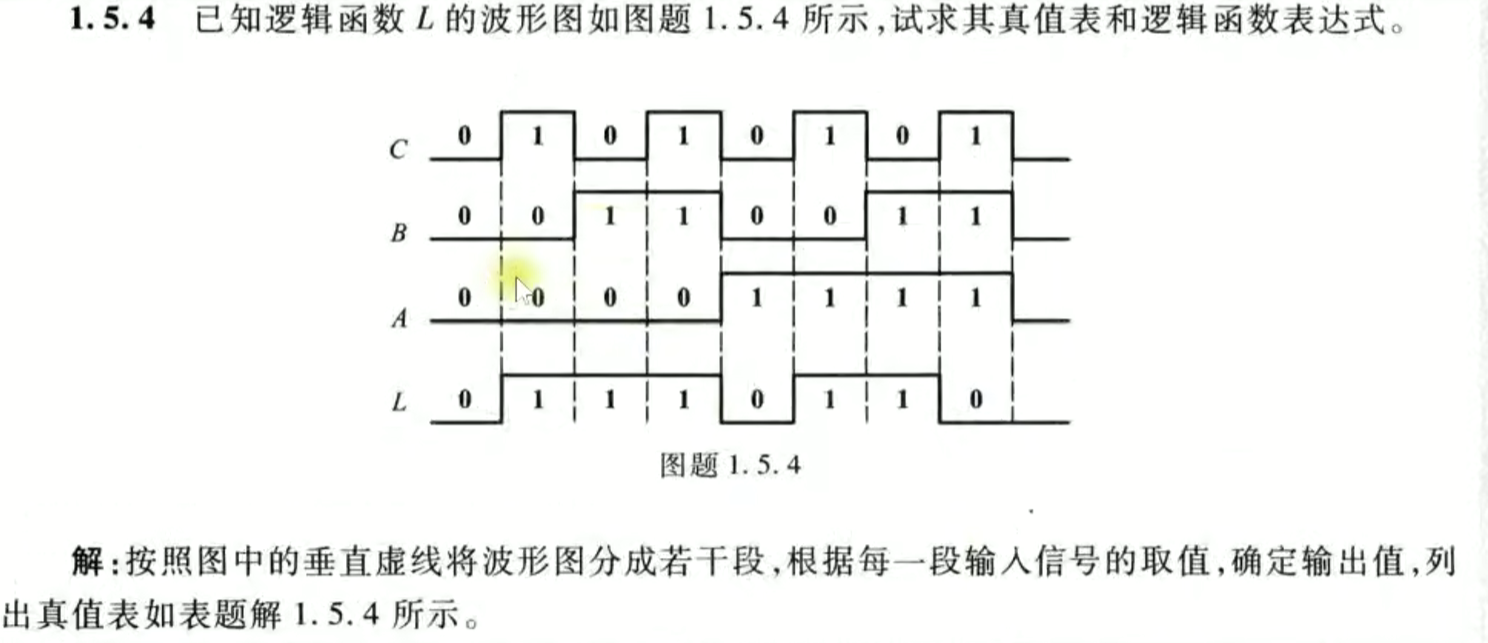 1.5.4 已知逻辑函数 L 的波形图如图题 1.5.4 所示,试求其真值表和逻辑函数表达式。
C 0 1 0 1 0 1 0 1
B 0 0 1 1 0 0 1 1
A 0 0 0 0 1 1 1 1
L 0 1 1 1 0 1 1 0
图题 1.5.4
解:按照图中的垂直虚线将波形图分成若干段,根据每一段输入信号的取值,确定输出值,列
出真值表如表题解 1.5.4 所示。